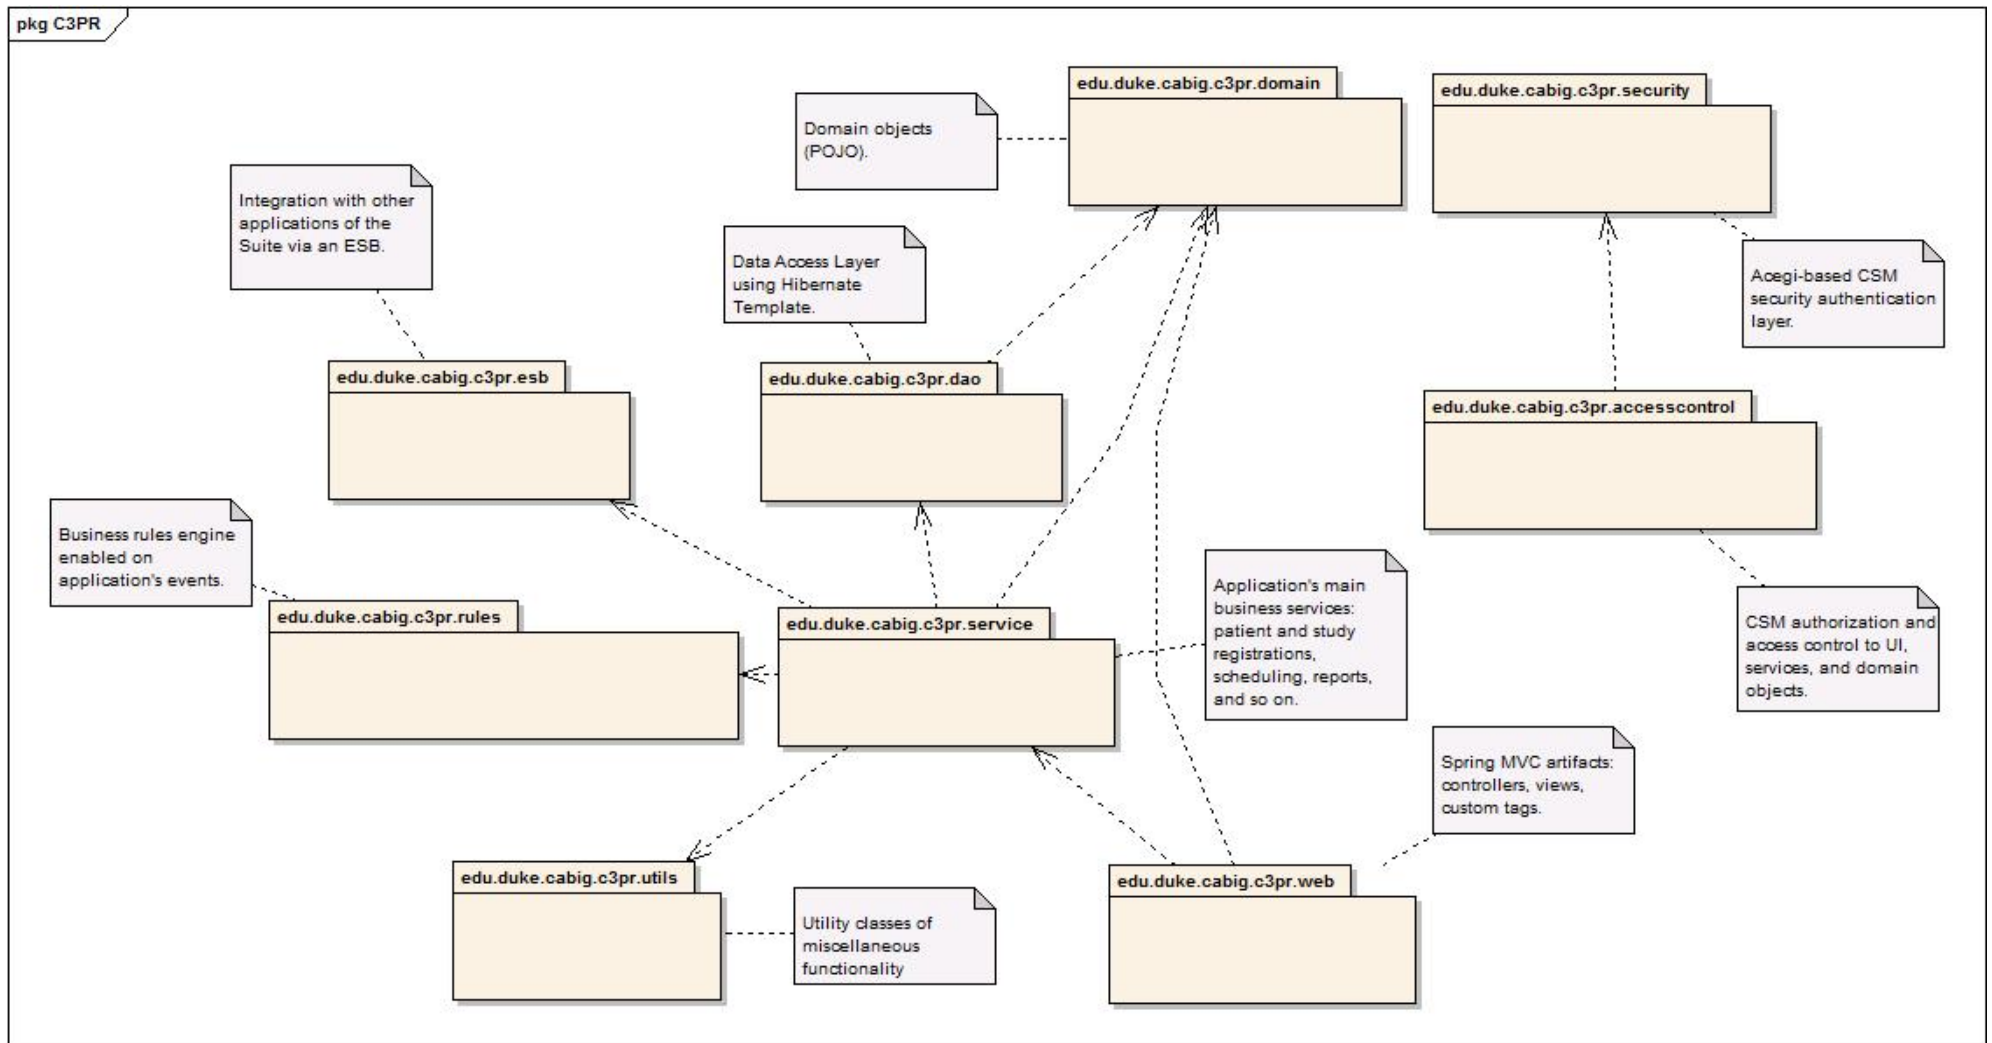 pkg C3PR
edu.duke.cabig.c3pr.domain
edu.duke.cabig.c3pr.security
Domain objects
(POJO).
Integration with other
applications of the
Suite via an ESB.
Data Access Layer
using Hibernate
Template.
Acegi-based CSM
security authentication
layer.
edu.duke.cabig.c3pr.esb
edu.duke.cabig.c3pr.dao
edu.duke.cabig.c3pr.accesscontrol
Business rules engine
enabled on
application's events.
Application's main
business services:
patient and study
registrations,
scheduling, reports,
and so on.
edu.duke.cabig.c3pr.rules
edu.duke.cabig.c3pr.service
CSM authorization and
access control to UI,
services, and domain
objects.
Spring MVC artifacts:
controllers, views,
custom tags.
edu.duke.cabig.c3pr.utils
edu.duke.cabig.c3pr.web
Utility classes of
miscellaneous
functionality